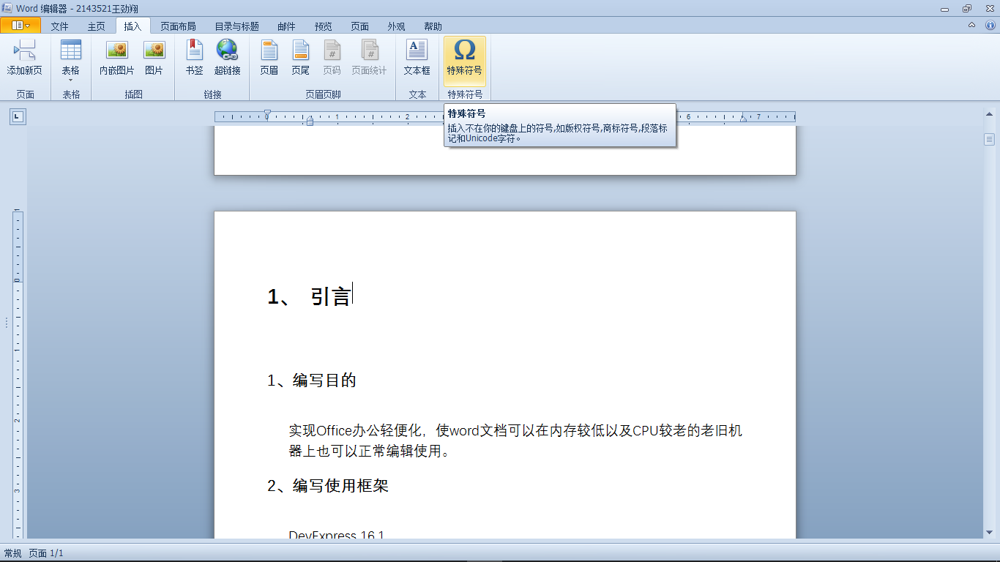 Word 编辑器 - 2143521王劲翔
文件 主页 插入 页面布局 目录与标题 邮件 预览 页面 外观 帮助
添加新页 表格 内嵌图片 图片 书签 超链接 页眉 页尾 页码 页面统计 文本框 特殊符号
页面 表格 插图 链接 页眉页脚 文本 特殊符号
0 1 2 6 7
特殊符号
插入不在你的键盘上的符号,如版权符号,商标符号,段落标
记和Unicode字符。
1
0
1
2
3
1、 引言
1、编写目的
实现Office办公轻便化，使word文档可以在内存较低以及CPU较老的老旧机
器上也可以正常编辑使用。
2、编写使用框架
DevExpress 16.1
常规 页面 1/1